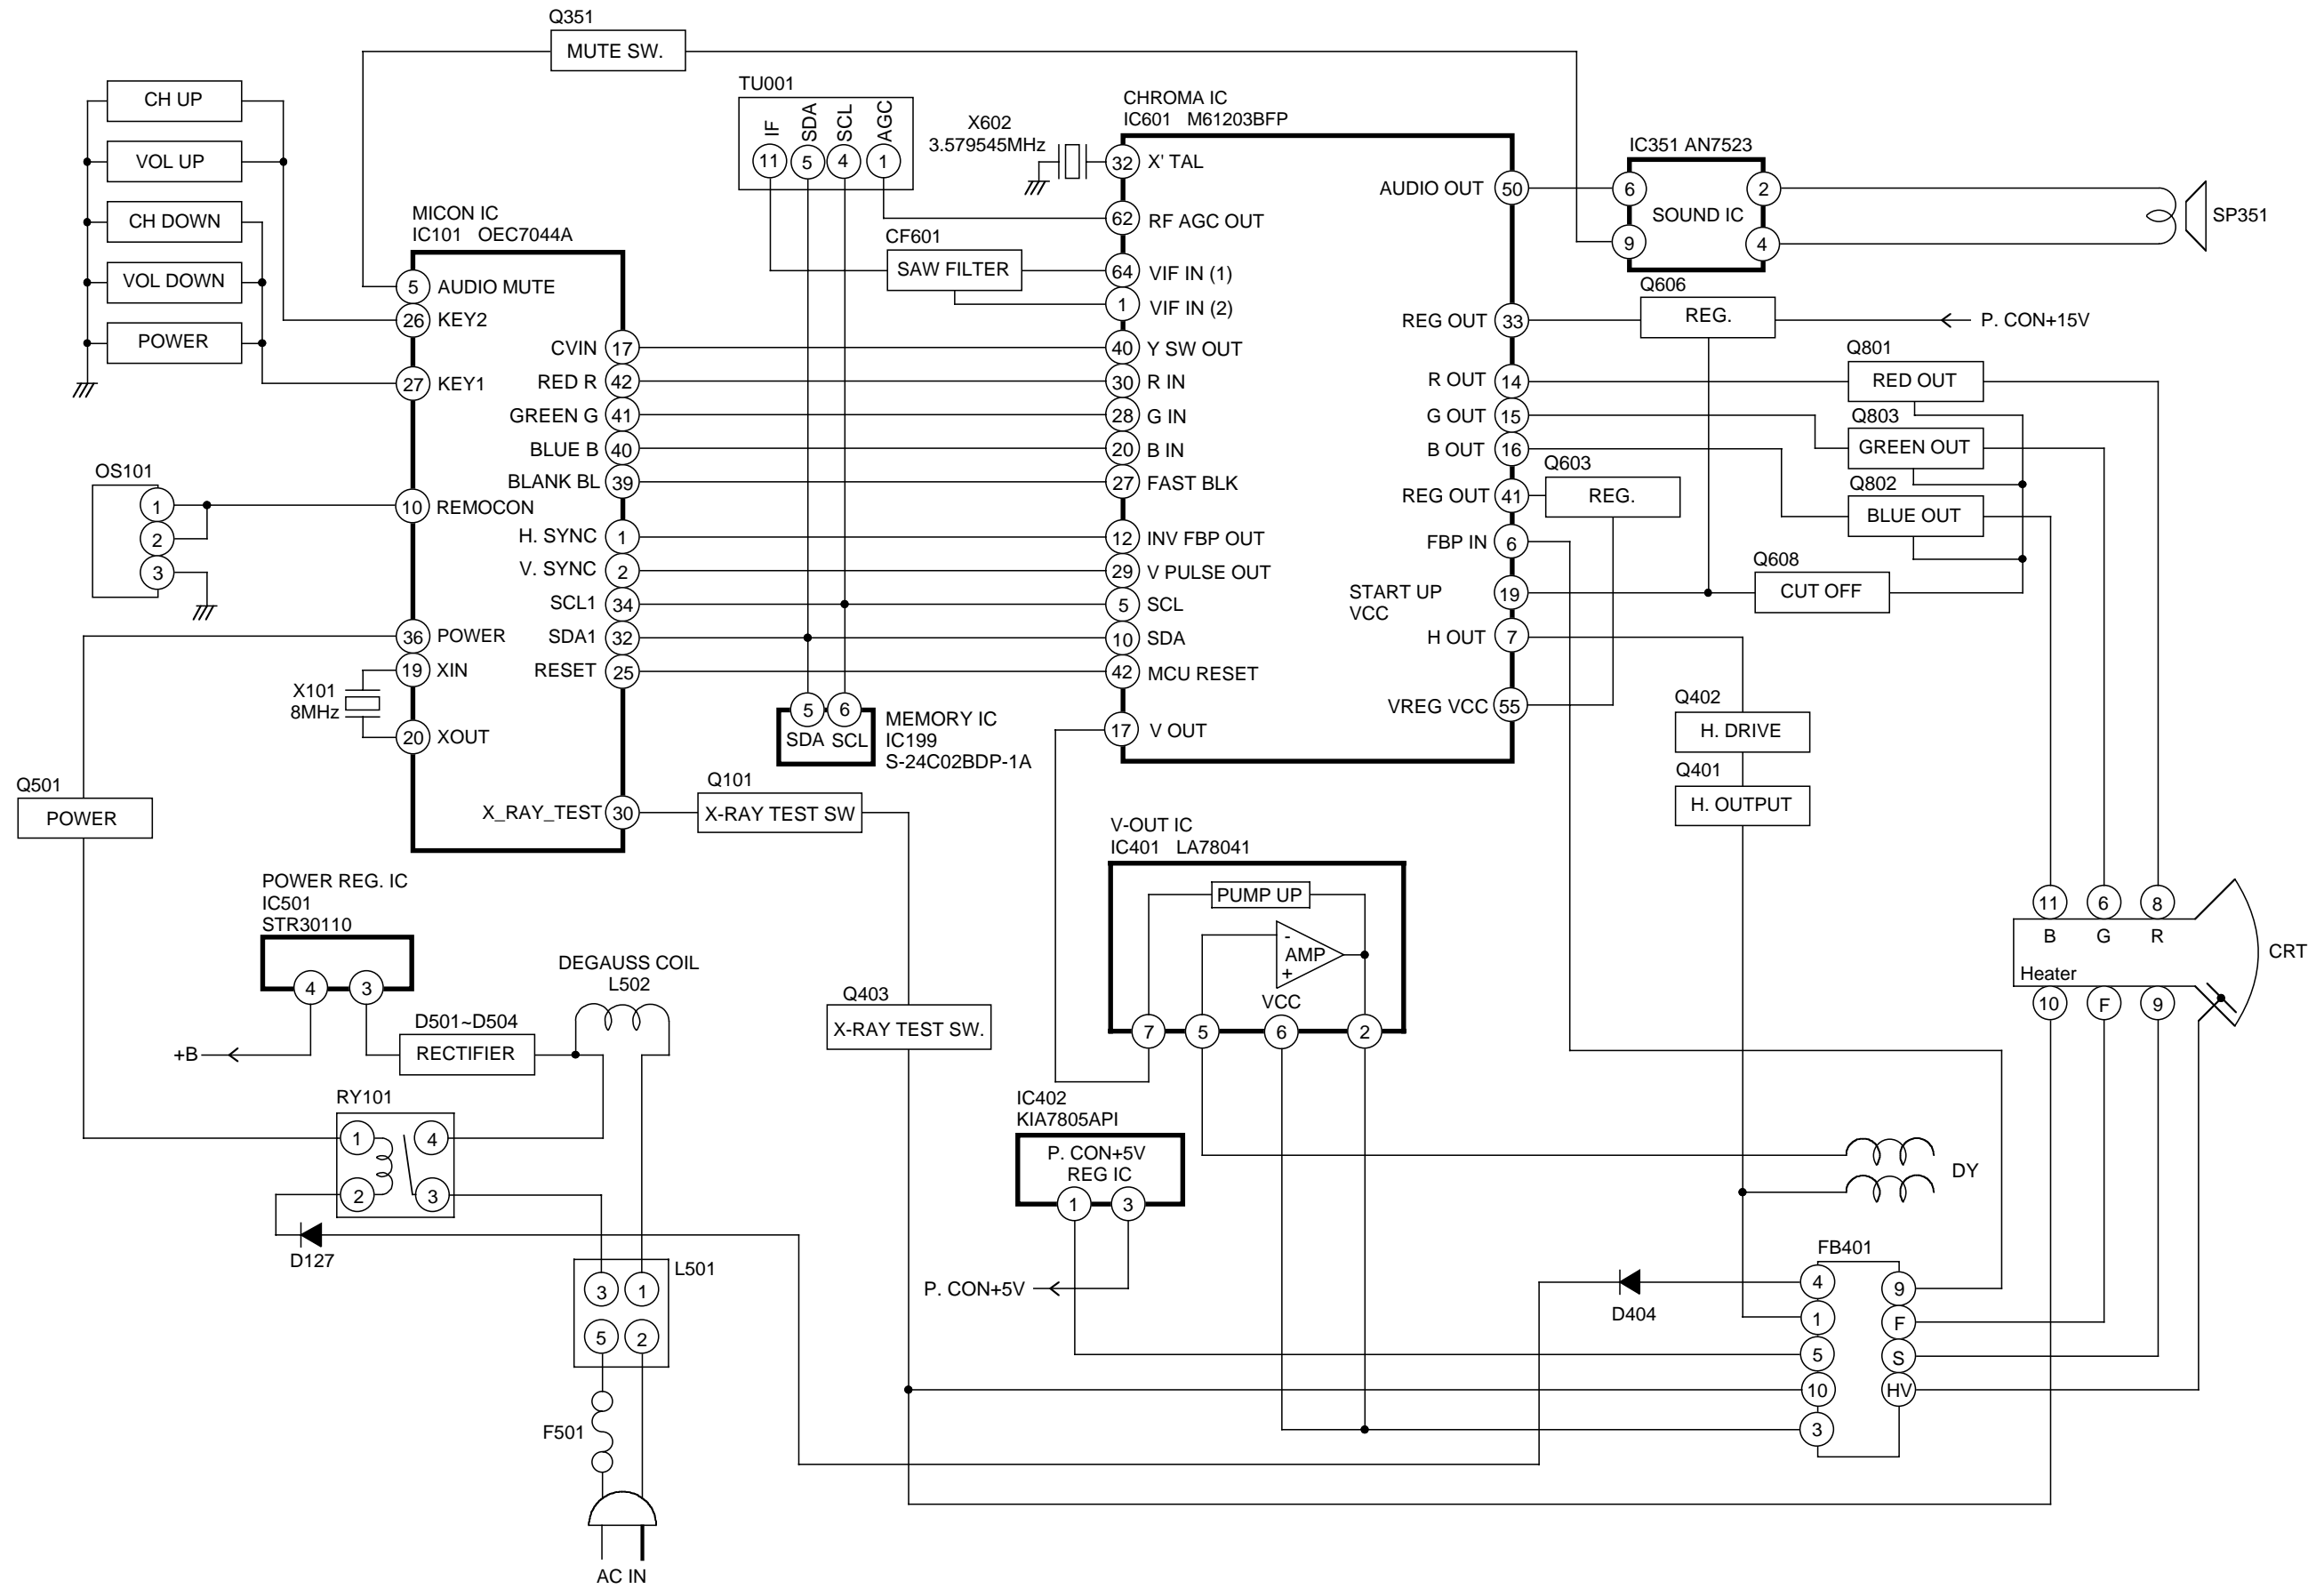 Q351
MUTE SW.
CH UP
VOL UP
CH DOWN
VOL DOWN
POWER
TU001
IF
SDA
SCL
AGC
11
5
4
1
X602
3.579545MHz
CHROMA IC
IC601 M61203BFP
32 X' TAL
62 RF AGC OUT
CF601
SAW FILTER
64 VIF IN (1)
1 VIF IN (2)
40 Y SW OUT
30 R IN
28 G IN
20 B IN
27 FAST BLK
12 INV FBP OUT
29 V PULSE OUT
5 SCL
10 SDA
42 MCU RESET
17 V OUT
AUDIO OUT 50
REG OUT 33
R OUT 14
G OUT 15
B OUT 16
REG OUT 41
FBP IN 6
START UP
VCC
19
H OUT 7
VREG VCC 55
IC351 AN7523
6
2
SOUND IC
9
4
SP351
Q606
REG.
P. CON+15V
Q801
RED OUT
Q803
GREEN OUT
Q802
BLUE OUT
Q603
REG.
Q608
CUT OFF
Q402
H. DRIVE
Q401
H. OUTPUT
MICON IC
IC101 OEC7044A
5 AUDIO MUTE
26 KEY2
27 KEY1
10 REMOCON
36 POWER
19 XIN
20 XOUT
CVIN 17
RED R 42
GREEN G 41
BLUE B 40
BLANK BL 39
H. SYNC 1
V. SYNC 2
SCL1 34
SDA1 32
RESET 25
X_RAY_TEST 30
OS101
1
2
3
X101
8MHz
Q501
POWER
5
6
SDA SCL
MEMORY IC
IC199
S-24C02BDP-1A
Q101
X-RAY TEST SW
POWER REG. IC
IC501
STR30110
4
3
+B
D501~D504
RECTIFIER
DEGAUSS COIL
L502
Q403
X-RAY TEST SW.
RY101
1
4
2
3
D127
L501
3
1
5
2
F501
AC IN
V-OUT IC
IC401 LA78041
PUMP UP
-
AMP
+
VCC
7
5
6
2
IC402
KIA7805API
P. CON+5V
REG IC
1
3
P. CON+5V
11
6
8
B
G
R
Heater
CRT
10
F
9
DY
FB401
D404
4
1
5
10
3
9
F
S
HV